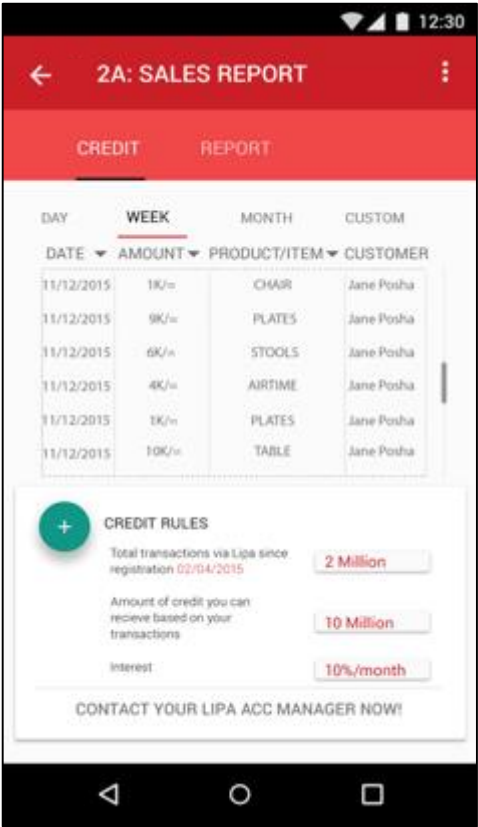 12:30
2A: SALES REPORT
CREDIT REPORT
DAY WEEK MONTH CUSTOM
DATE AMOUNT PRODUCT/ITEM CUSTOMER
11/12/2015 1K/= CHAIR Jane Posha
11/12/2015 9K/= PLATES Jane Posha
11/12/2015 6K/= STOOLS Jane Posha
11/12/2015 4K/= AIRTIME Jane Posha
11/12/2015 1K/= PLATES Jane Posha
11/12/2015 10K/= TABLE Jane Posha
+
CREDIT RULES
Total transactions via Lipa since
registration 02/04/2015
2 Million
Amount of credit you can
recieve based on your
transactions
10 Million
Interest
10%/month
CONTACT YOUR LIPA ACC MANAGER NOW!